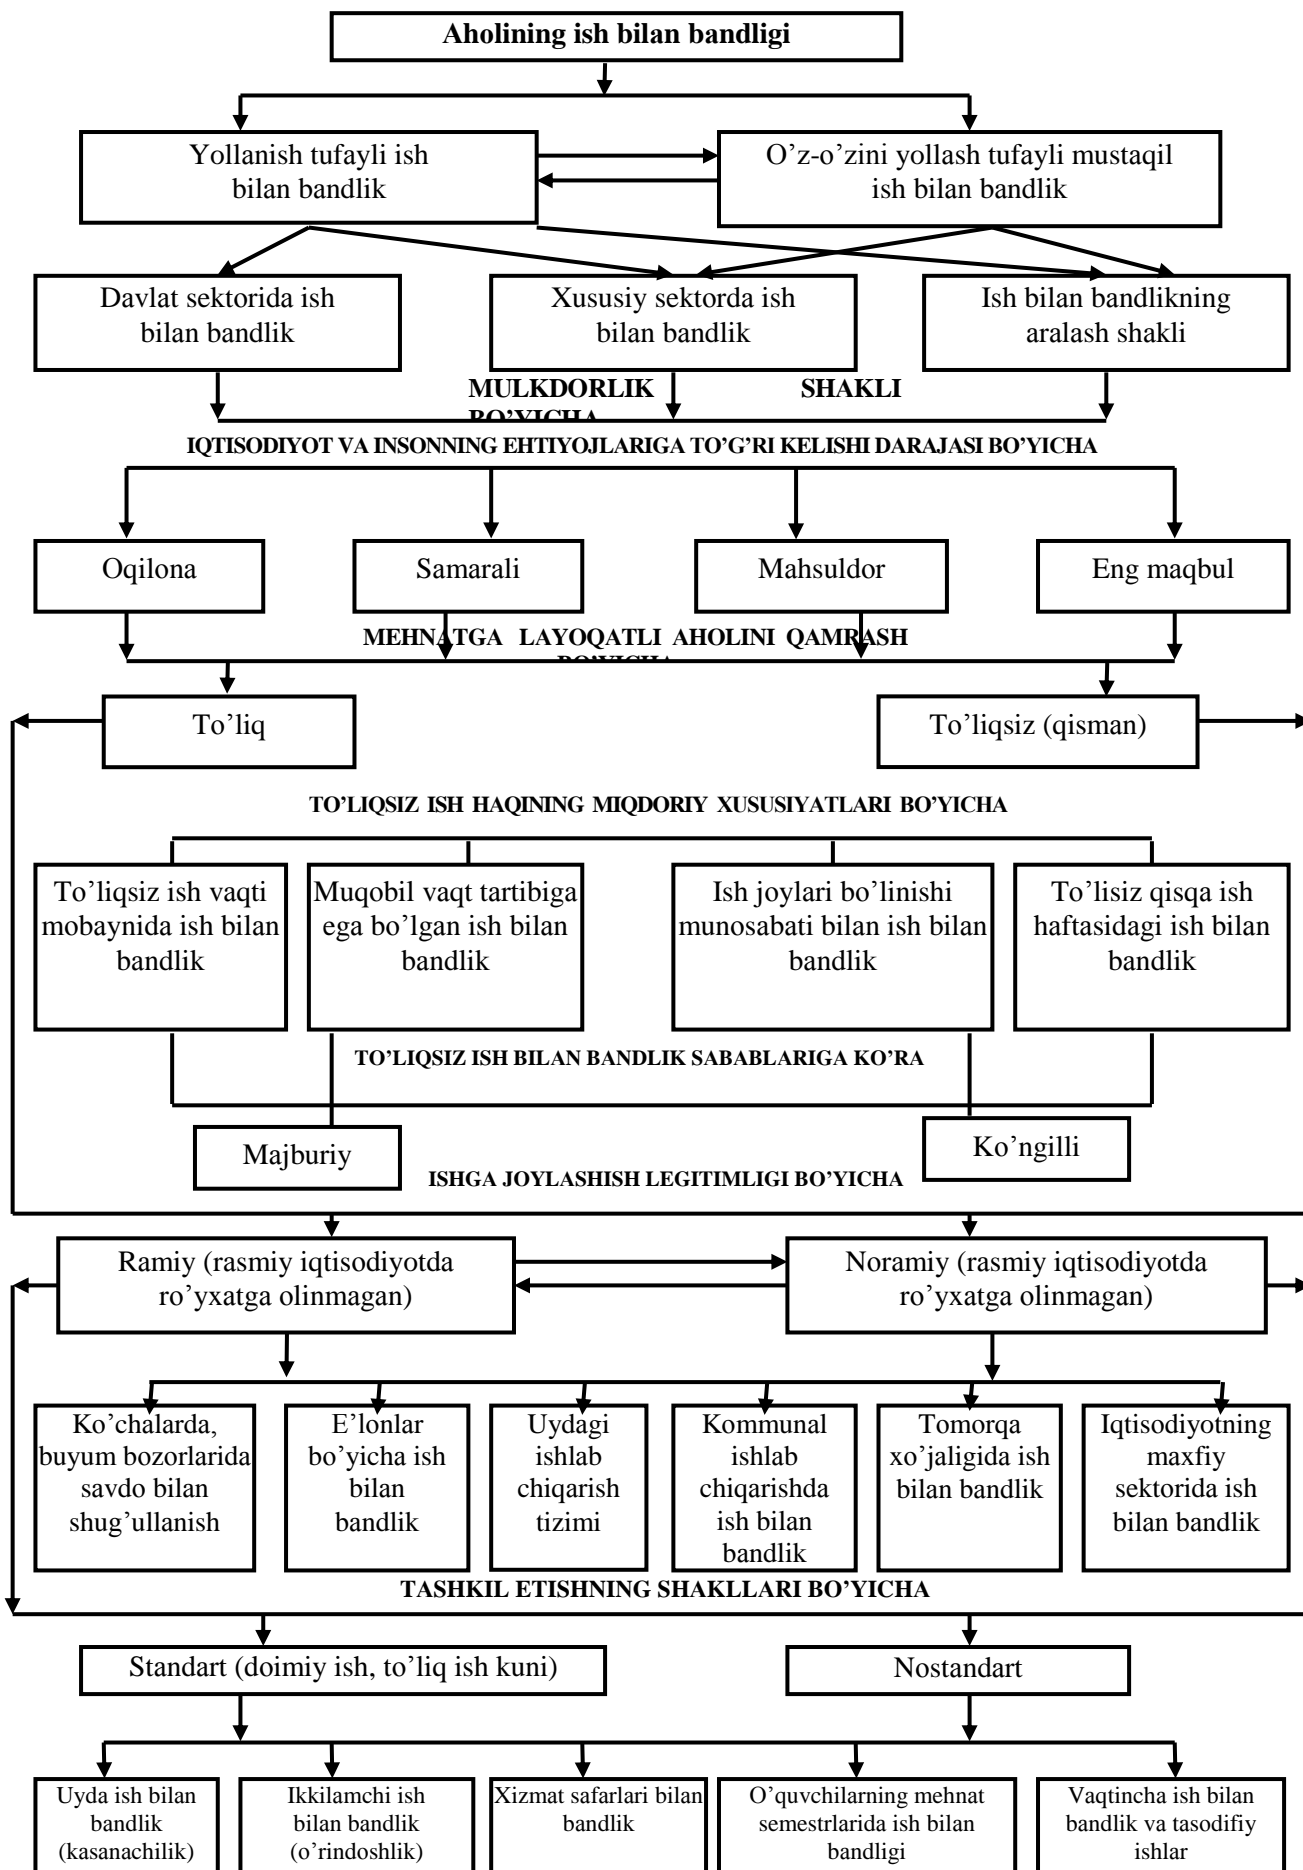 Aholining ish bilan bandligi
Yollanish tufayli ish
bilan bandlik
O’z-o’zini yollash tufayli mustaqil
ish bilan bandlik
Davlat sektorida ish
bilan bandlik
Xususiy sektorda ish
bilan bandlik
Ish bilan bandlikning
aralash shakli
MULKDORLIK SHAKLI
BO’YICHA
IQTISODIYOT VA INSONNING EHTIYOJLARIGA TO’G’RI KELISHI DARAJASI BO’YICHA
Oqilona
Samarali
Mahsuldor
Eng maqbul
MEHNATGA LAYOQATLI AHOLINI QAMRASH
BO’YICHA
To’liq
To’liqsiz (qisman)
TO’LIQSIZ ISH HAQINING MIQDORIY XUSUSIYATLARI BO’YICHA
To’liqsiz ish vaqti
mobaynida ish bilan
bandlik
Muqobil vaqt tartibiga
ega bo’lgan ish bilan
bandlik
Ish joylari bo’linishi
munosabati bilan ish bilan
bandlik
To’lisiz qisqa ish
haftasidagi ish bilan
bandlik
TO’LIQSIZ ISH BILAN BANDLIK SABABLARIGA KO’RA
Majburiy
Ko’ngilli
ISHGA JOYLASHISH LEGITIMLIGI BO’YICHA
Ramiy (rasmiy iqtisodiyotda
ro’yxatga olinmagan)
Noramiy (rasmiy iqtisodiyotda
ro’yxatga olinmagan)
Ko’chalarda,
buyum bozorlarida
savdo bilan
shug’ullanish
E’lonlar
bo’yicha ish
bilan
bandlik
Uydagi
ishlab
chiqarish
tizimi
Kommunal
ishlab
chiqarishda
ish bilan
bandlik
Tomorqa
xo’jaligida ish
bilan bandlik
Iqtisodiyotning
maxfiy
sektorida ish
bilan bandlik
TASHKIL ETISHNING SHAKLLARI BO’YICHA
Standart (doimiy ish, to’liq ish kuni)
Nostandart
Uyda ish bilan
bandlik
(kasanachilik)
Ikkilamchi ish
bilan bandlik
(o’rindoshlik)
Xizmat safarlari bilan
bandlik
O’quvchilarning mehnat
semestrlarida ish bilan
bandligi
Vaqtincha ish bilan
bandlik va tasodifiy
ishlar